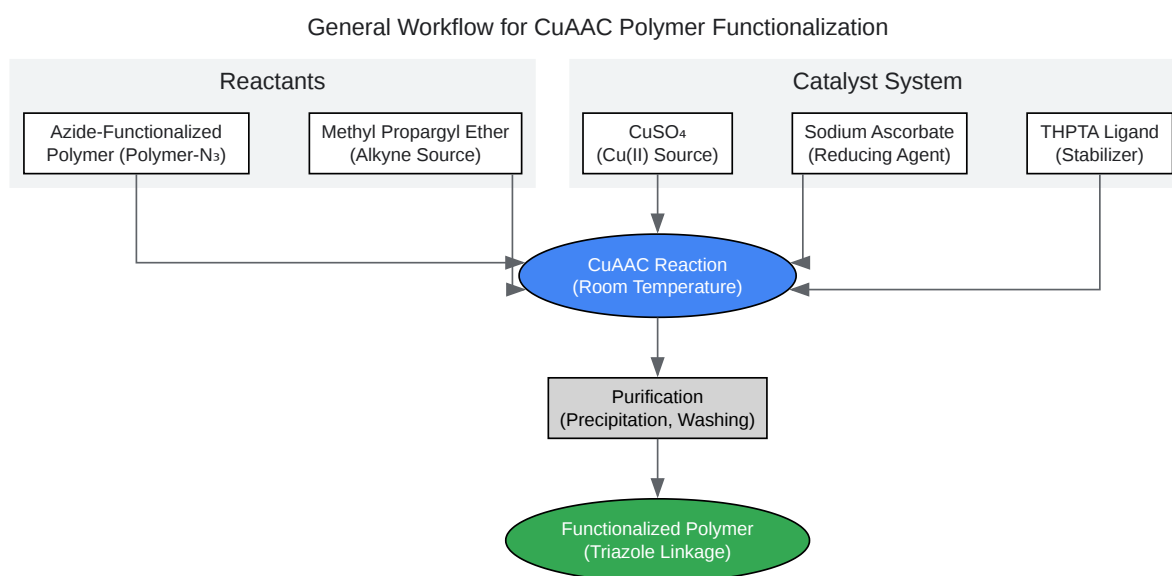 General Workflow for CuAAC Polymer Functionalization
Reactants
Azide-Functionalized
Polymer (Polymer-N₃)
Methyl Propargyl Ether
(Alkyne Source)
Catalyst System
CuSO₄
(Cu(II) Source)
Sodium Ascorbate
(Reducing Agent)
THPTA Ligand
(Stabilizer)
CuAAC Reaction
(Room Temperature)
Purification
(Precipitation, Washing)
Functionalized Polymer
(Triazole Linkage)